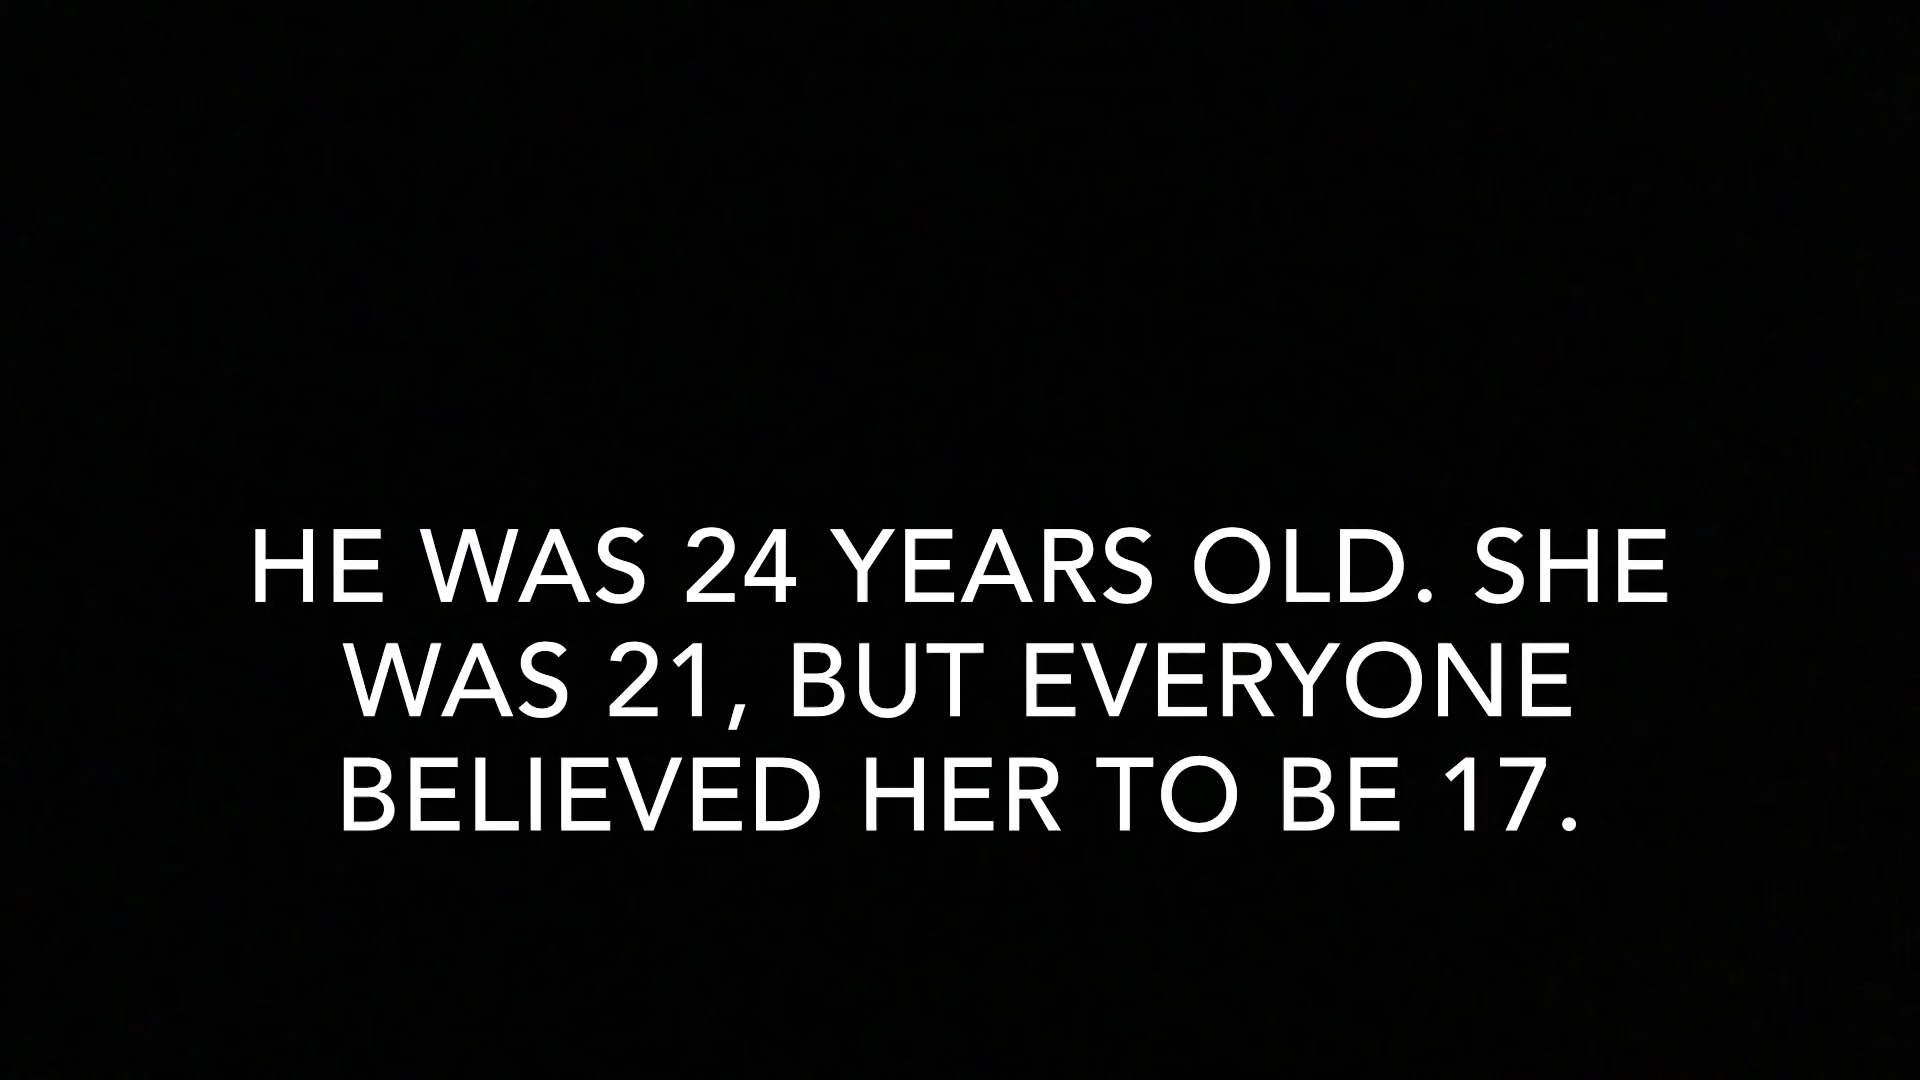 HE WAS 24 YEARS OLD. SHE
WAS 21, BUT EVERYONE
BELIEVED HER TO BE 17.